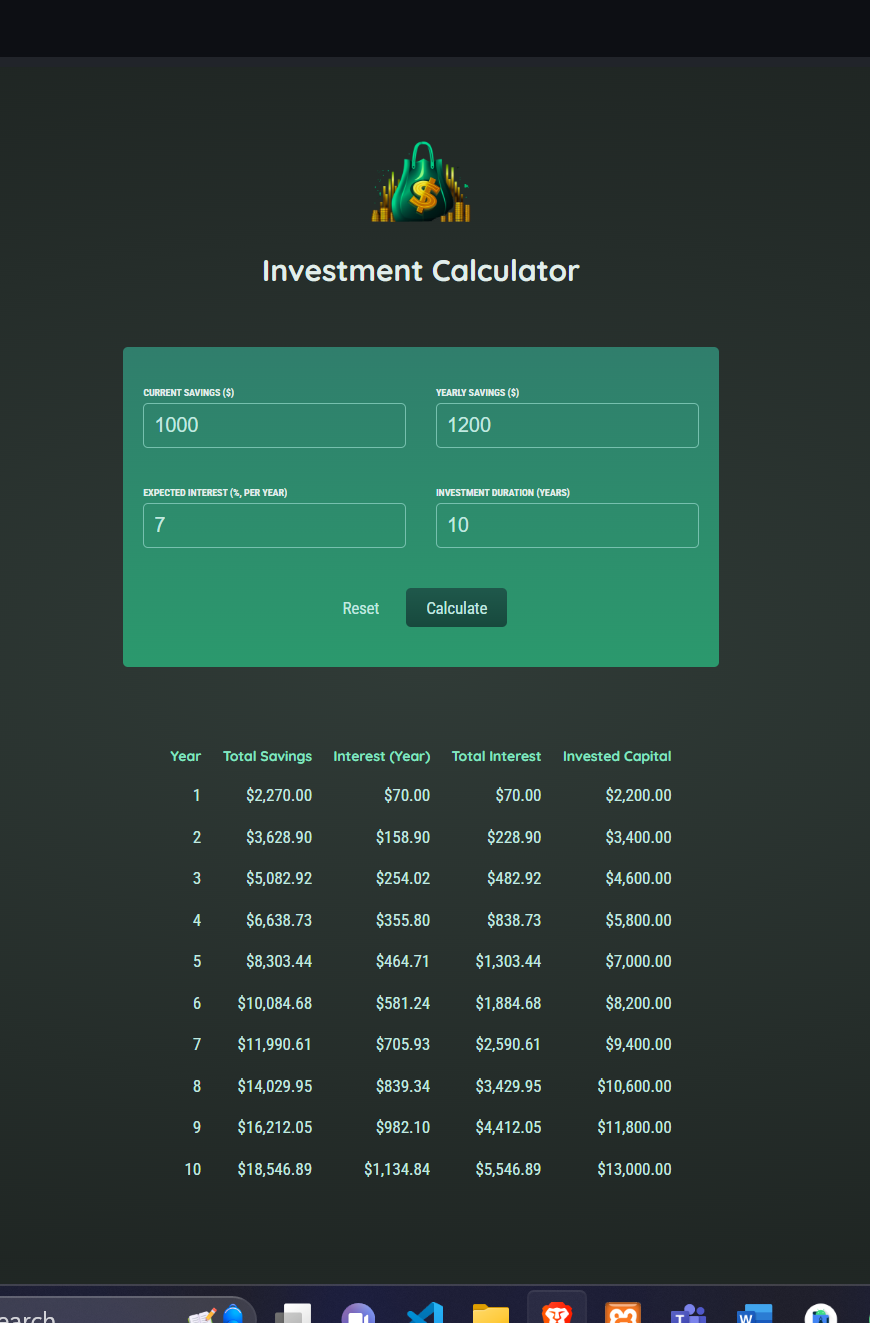 $
Investment Calculator
CURRENT SAVINGS ($) YEARLY SAVINGS ($)
1000 1200
EXPECTED INTEREST (%, PER YEAR) INVESTMENT DURATION (YEARS)
7 10
Reset Calculate
Year Total Savings Interest (Year) Total Interest Invested Capital
1 $2,270.00 $70.00 $70.00 $2,200.00
2 $3,628.90 $158.90 $228.90 $3,400.00
3 $5,082.92 $254.02 $482.92 $4,600.00
4 $6,638.73 $355.80 $838.73 $5,800.00
5 $8,303.44 $464.71 $1,303.44 $7,000.00
6 $10,084.68 $581.24 $1,884.68 $8,200.00
7 $11,990.61 $705.93 $2,590.61 $9,400.00
8 $14,029.95 $839.34 $3,429.95 $10,600.00
9 $16,212.05 $982.10 $4,412.05 $11,800.00
10 $18,546.89 $1,134.84 $5,546.89 $13,000.00
earch T W